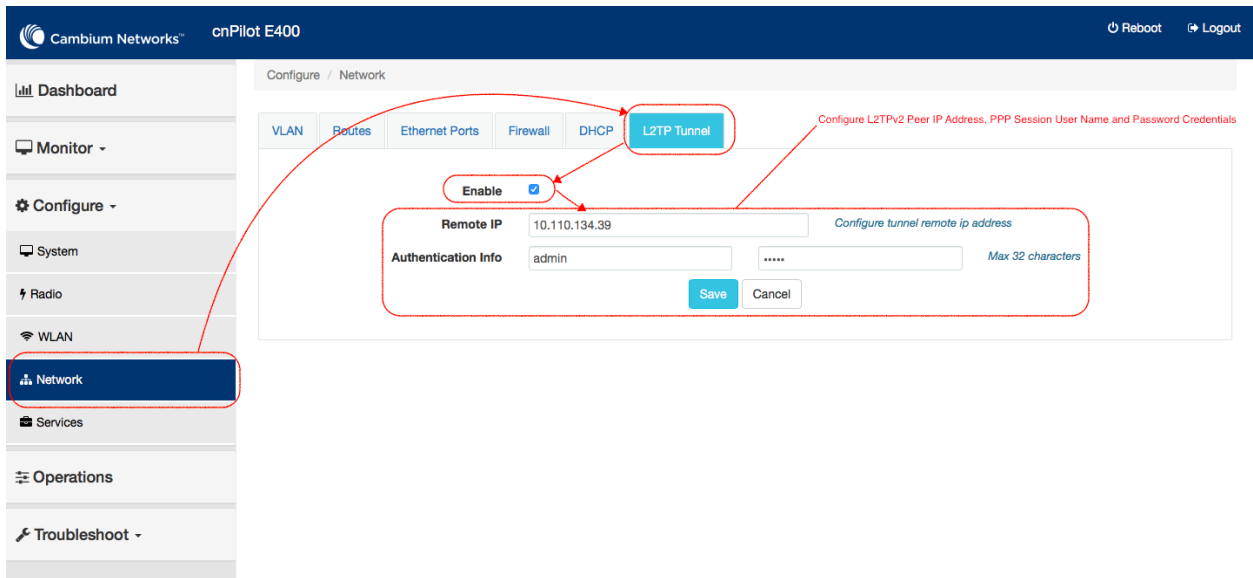 Cambium Networks™ cnPilot E400 Reboot Logout
Dashboard
Monitor
Configure
System
Radio
WLAN
Network
Services
Operations
Troubleshoot
Configure / Network
VLAN Routes Ethernet Ports Firewall DHCP L2TP Tunnel
Configure L2TPv2 Peer IP Address, PPP Session User Name and Password Credentials
Enable
Remote IP 10.110.134.39 Configure tunnel remote ip address
Authentication Info admin ••••• Max 32 characters
Save Cancel